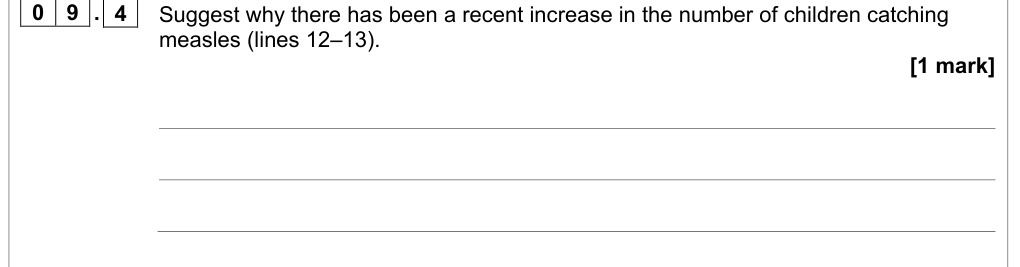 0 9 . 4 Suggest why there has been a recent increase in the number of children catching
measles (lines 12–13).
[1 mark]